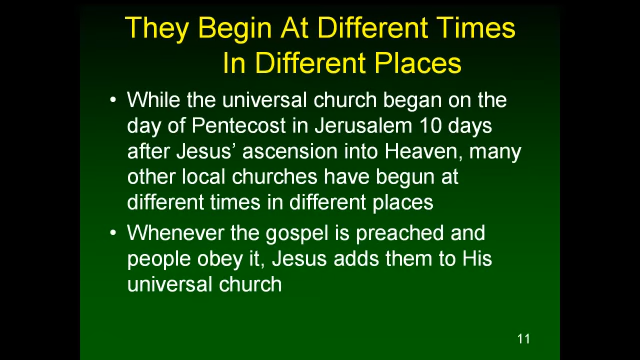 They Begin At Different Times
In Different Places
• While the universal church began on the
day of Pentecost in Jerusalem 10 days
after Jesus’ ascension into Heaven, many
other local churches have begun at
different times in different places
• Whenever the gospel is preached and
people obey it, Jesus adds them to His
universal church
11